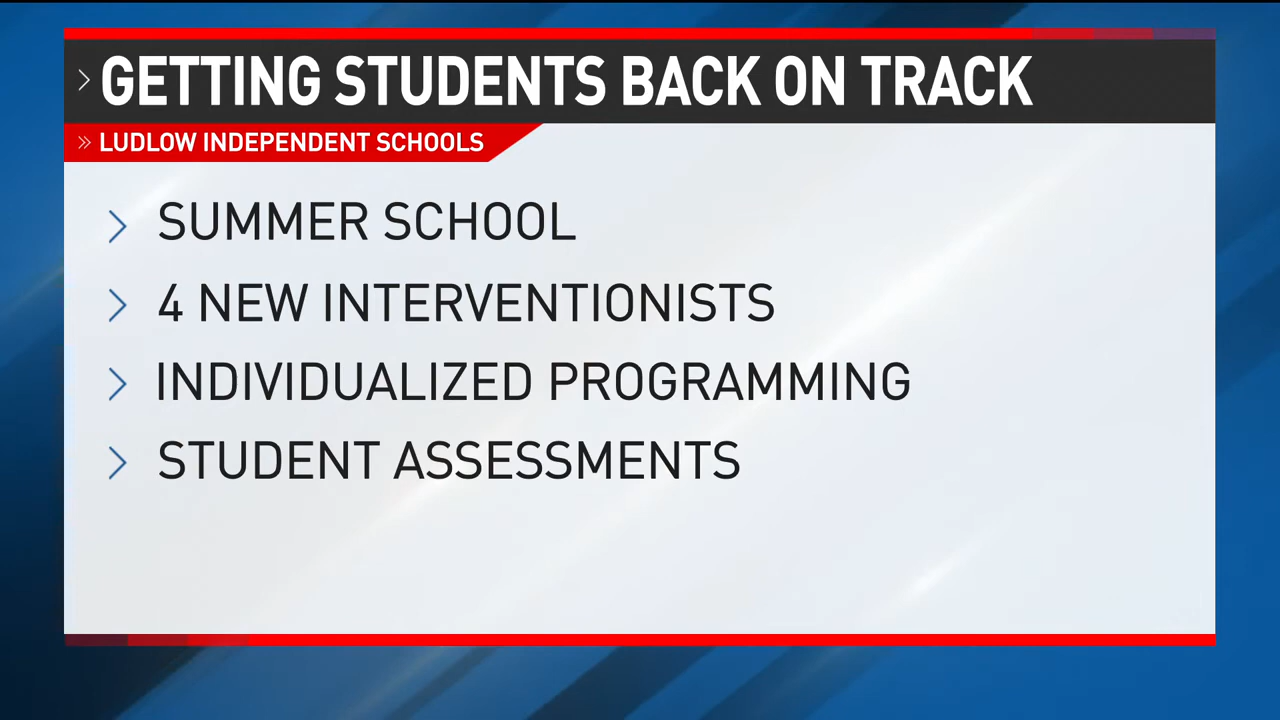 GETTING STUDENTS BACK ON TRACK
LUDLOW INDEPENDENT SCHOOLS
SUMMER SCHOOL
4 NEW INTERVENTIONISTS
INDIVIDUALIZED PROGRAMMING
STUDENT ASSESSMENTS